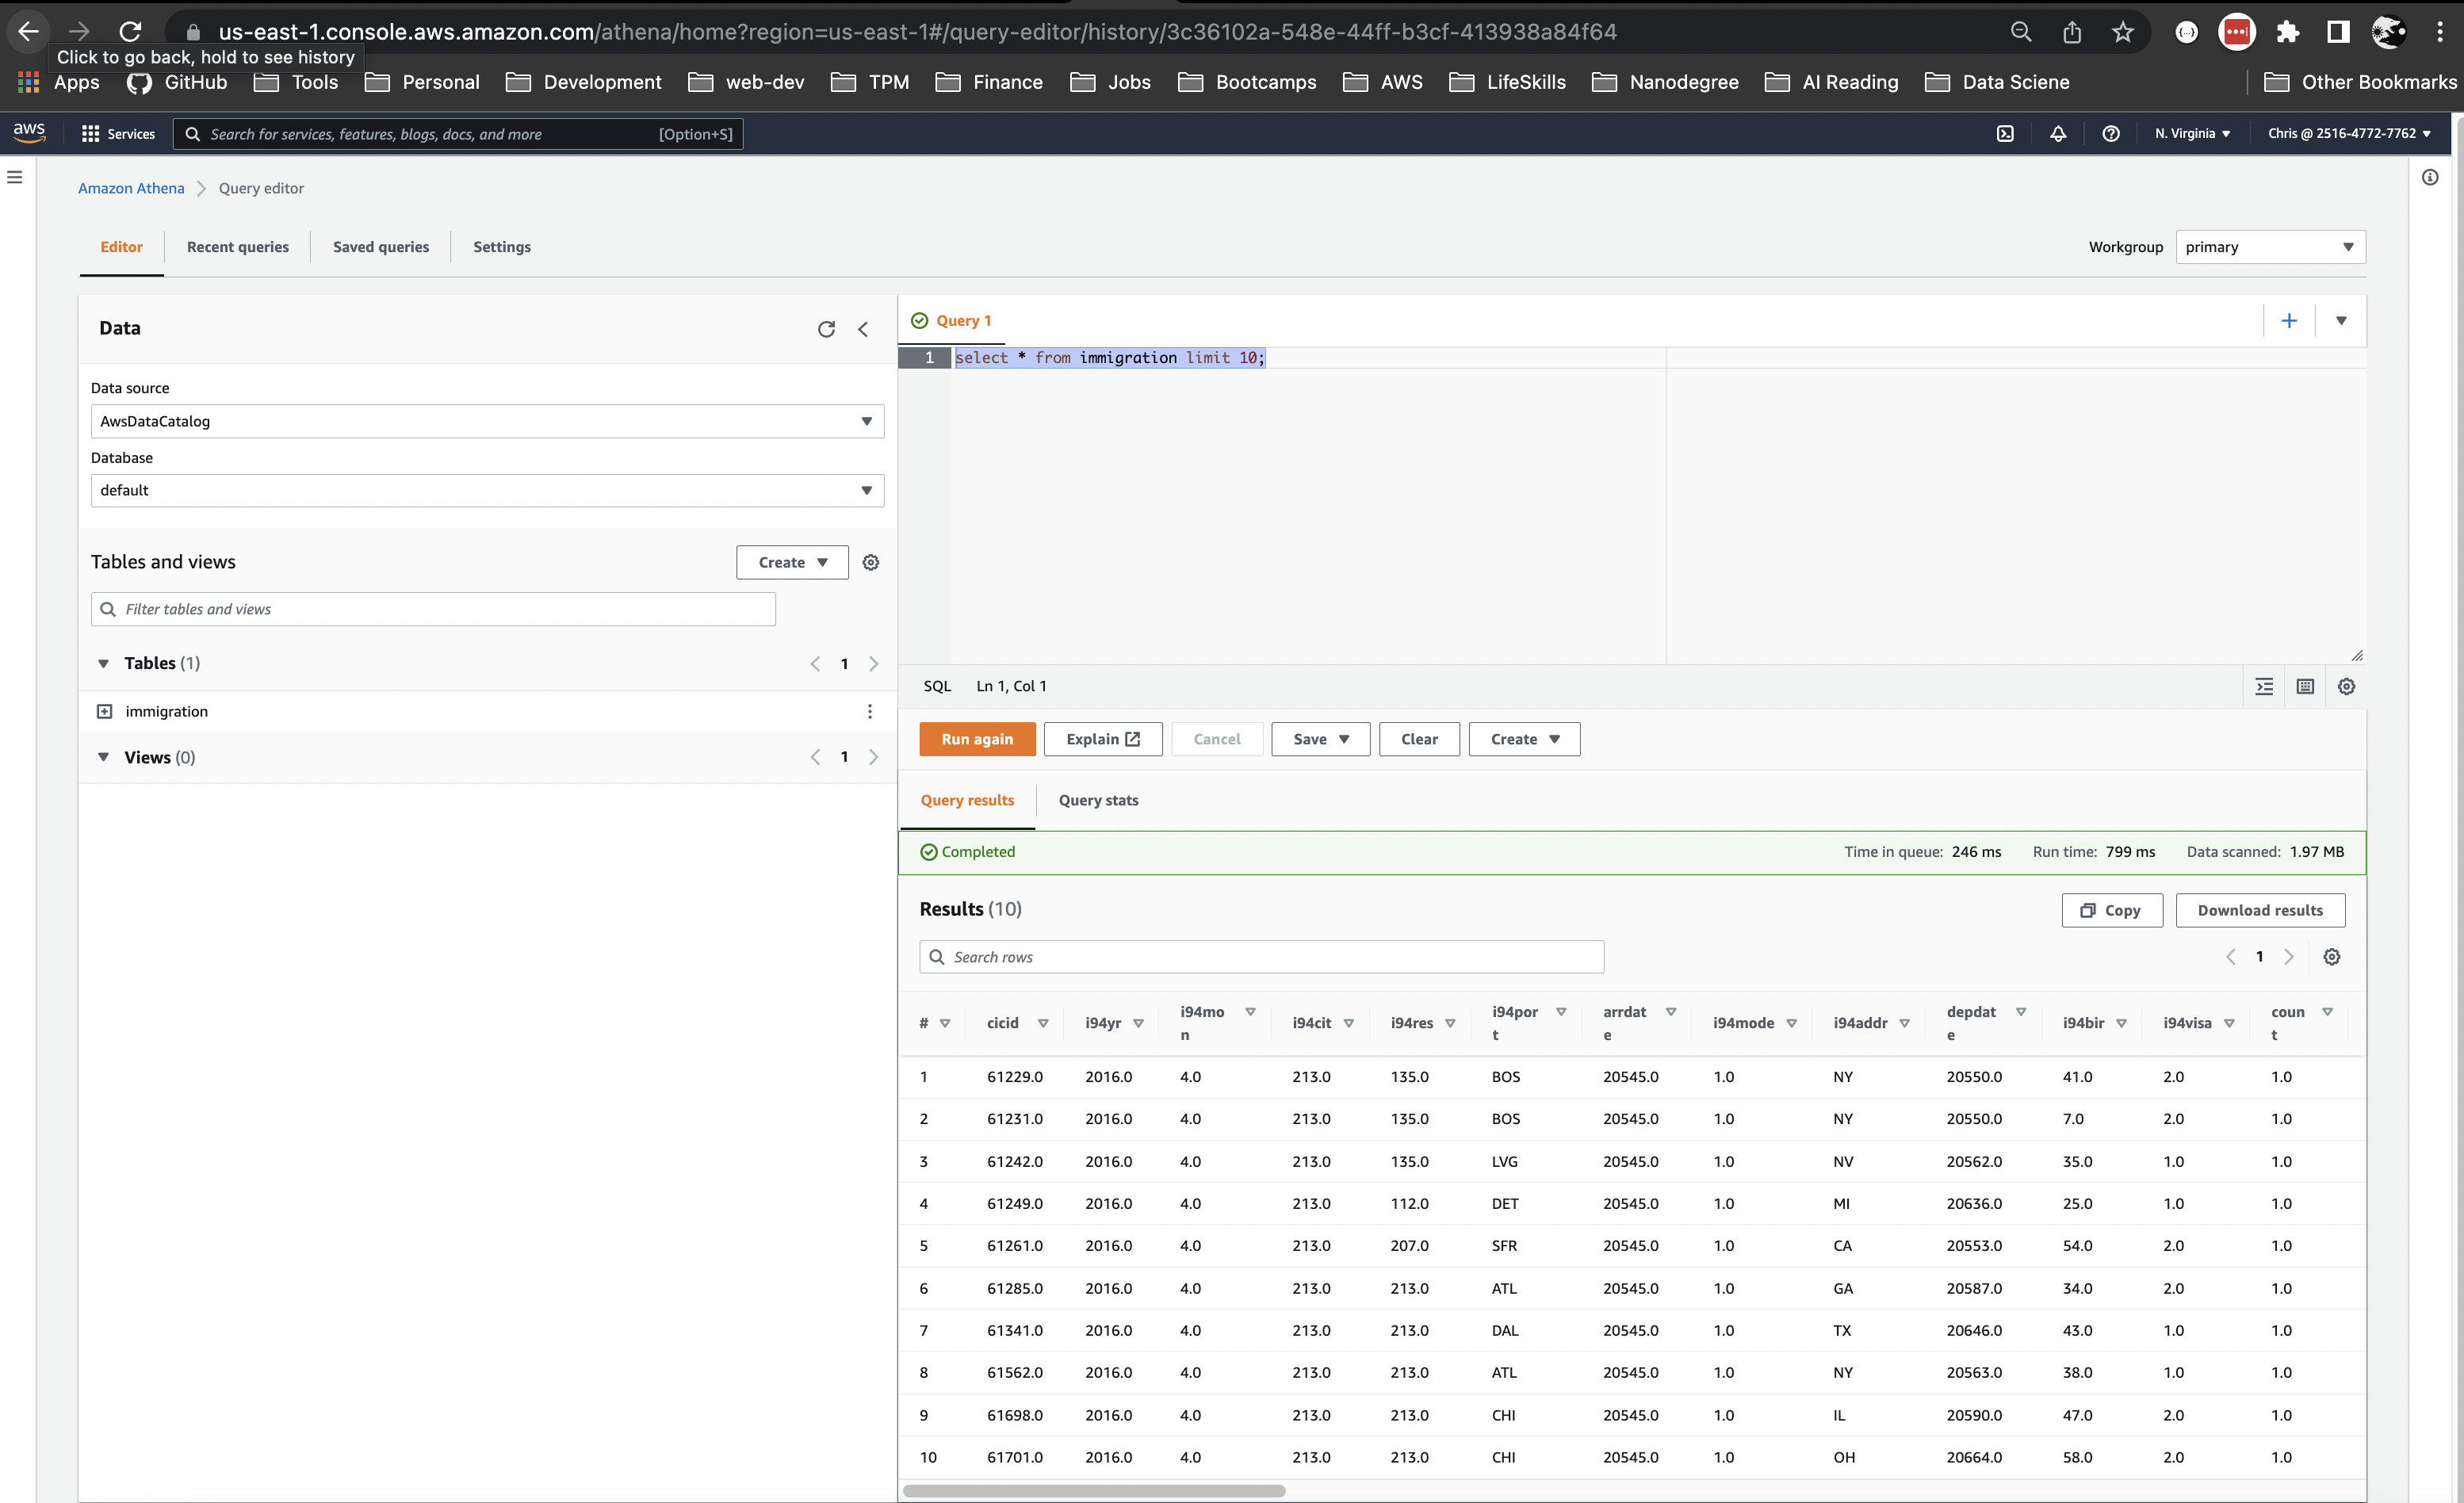 us-east-1.console.aws.amazon.com/athena/home?region=us-east-1#/query-editor/history/3c36102a-548e-44ff-b3cf-413938a84f64
Click to go back, hold to see history
Apps GitHub Tools Personal Development web-dev TPM Finance Jobs Bootcamps AWS LifeSkills Nanodegree AI Reading Data Sciene Other Bookmarks
aws Services Search for services, features, blogs, docs, and more [Option+S] N. Virginia Chris @ 2516-4772-7762
Amazon Athena Query editor
Editor Recent queries Saved queries Settings Workgroup primary
Data
Query 1
1 select * from immigration limit 10;
Data source
AwsDataCatalog
Database
default
Tables and views Create
Filter tables and views
Tables (1) 1
immigration
Views (0) 1
SQL Ln 1, Col 1
Run again Explain Cancel Save Clear Create
Query results Query stats
Completed Time in queue: 246 ms Run time: 799 ms Data scanned: 1.97 MB
Results (10) Copy Download results
Search rows 1
# cicid i94yr i94mon i94cit i94res i94port arrdate i94mode i94addr depdate i94bir i94visa count
1 61229.0 2016.0 4.0 213.0 135.0 BOS 20545.0 1.0 NY 20550.0 41.0 2.0 1.0
2 61231.0 2016.0 4.0 213.0 135.0 BOS 20545.0 1.0 NY 20550.0 7.0 2.0 1.0
3 61242.0 2016.0 4.0 213.0 135.0 LVG 20545.0 1.0 NV 20562.0 35.0 1.0 1.0
4 61249.0 2016.0 4.0 213.0 112.0 DET 20545.0 1.0 MI 20636.0 25.0 1.0 1.0
5 61261.0 2016.0 4.0 213.0 207.0 SFR 20545.0 1.0 CA 20553.0 54.0 2.0 1.0
6 61285.0 2016.0 4.0 213.0 213.0 ATL 20545.0 1.0 GA 20587.0 34.0 2.0 1.0
7 61341.0 2016.0 4.0 213.0 213.0 DAL 20545.0 1.0 TX 20646.0 43.0 1.0 1.0
8 61562.0 2016.0 4.0 213.0 213.0 ATL 20545.0 1.0 NY 20563.0 38.0 1.0 1.0
9 61698.0 2016.0 4.0 213.0 213.0 CHI 20545.0 1.0 IL 20590.0 47.0 2.0 1.0
10 61701.0 2016.0 4.0 213.0 213.0 CHI 20545.0 1.0 OH 20664.0 58.0 2.0 1.0